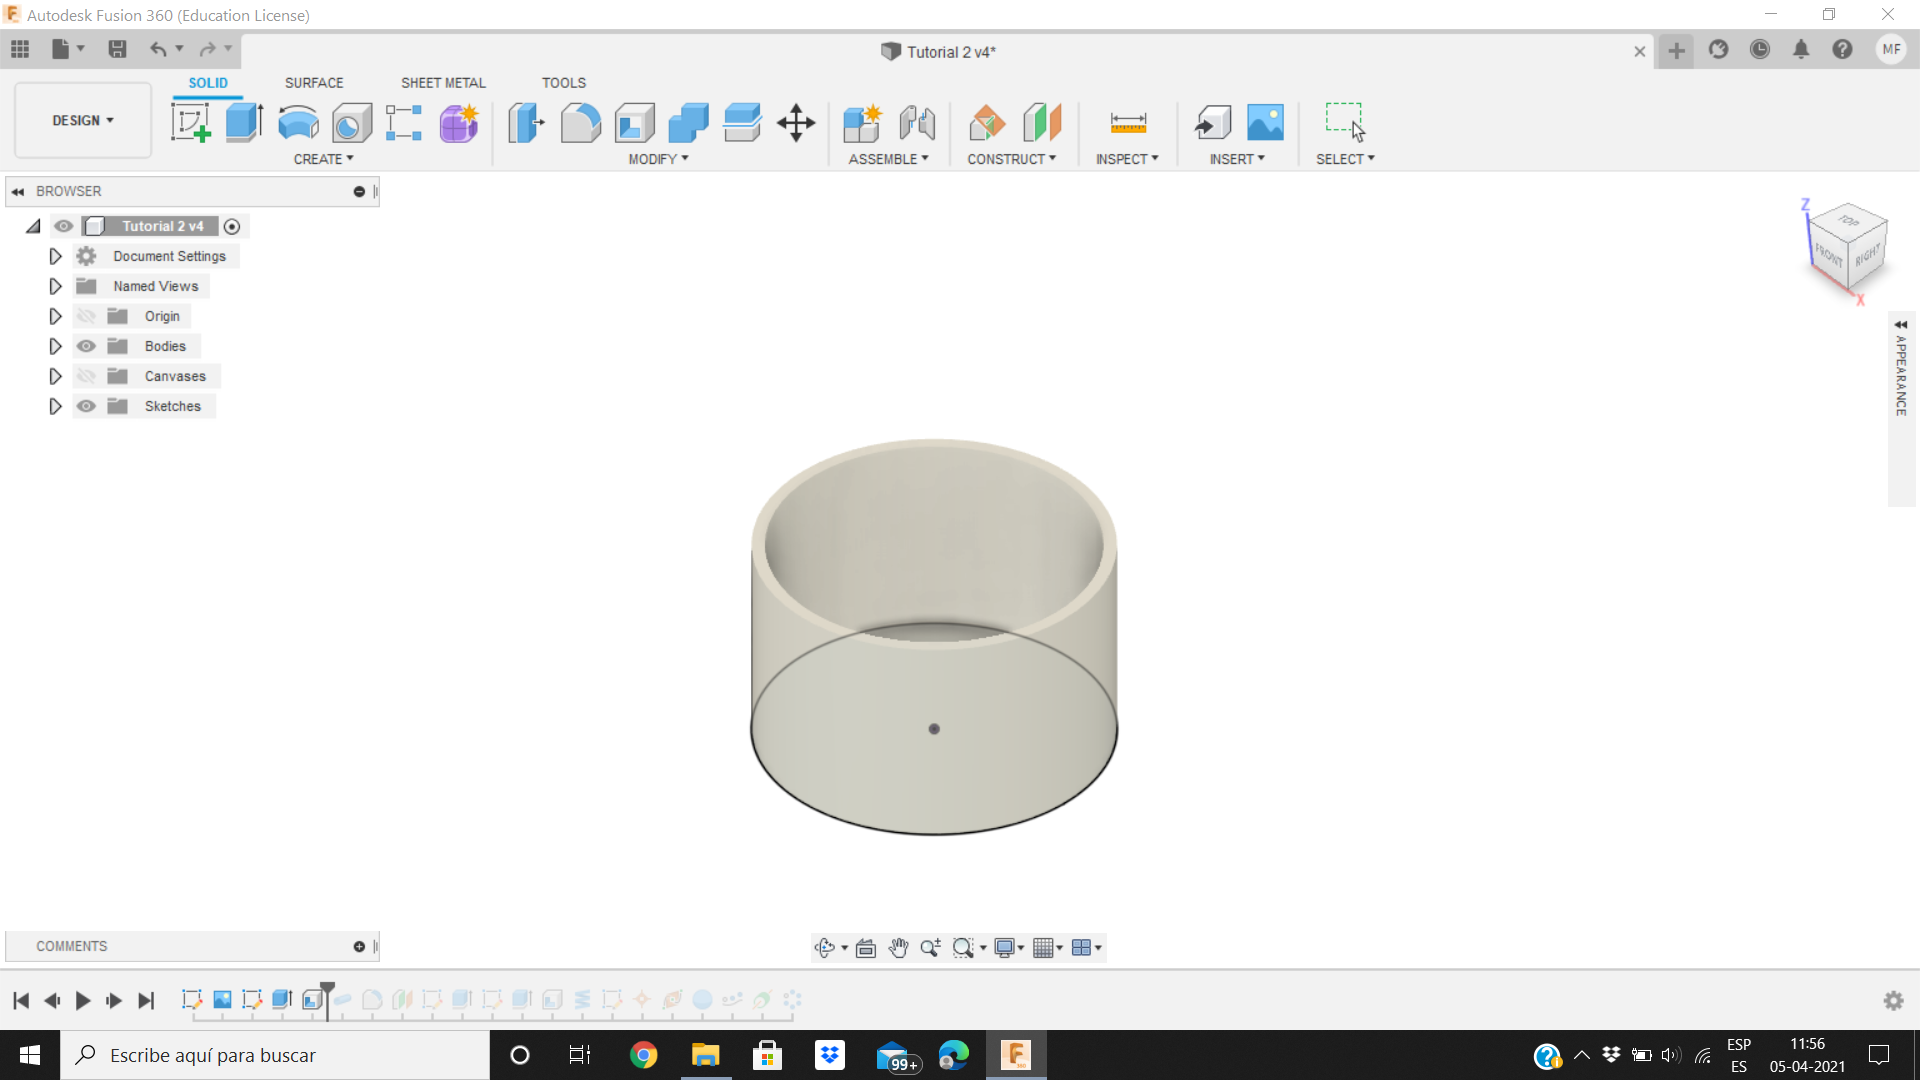 Autodesk Fusion 360 (Education License)
Tutorial 2 v4*
MF
SOLID SURFACE SHEET METAL TOOLS
DESIGN
CREATE MODIFY ASSEMBLE CONSTRUCT INSPECT INSERT SELECT
BROWSER
Tutorial 2 v4
Document Settings
Named Views
Origin
Bodies
Canvases
Sketches
Z
TOP
FRONT
RIGHT
X
APPEARANCE
COMMENTS
Escribe aquí para buscar
99+
ESP
ES
11:56
05-04-2021